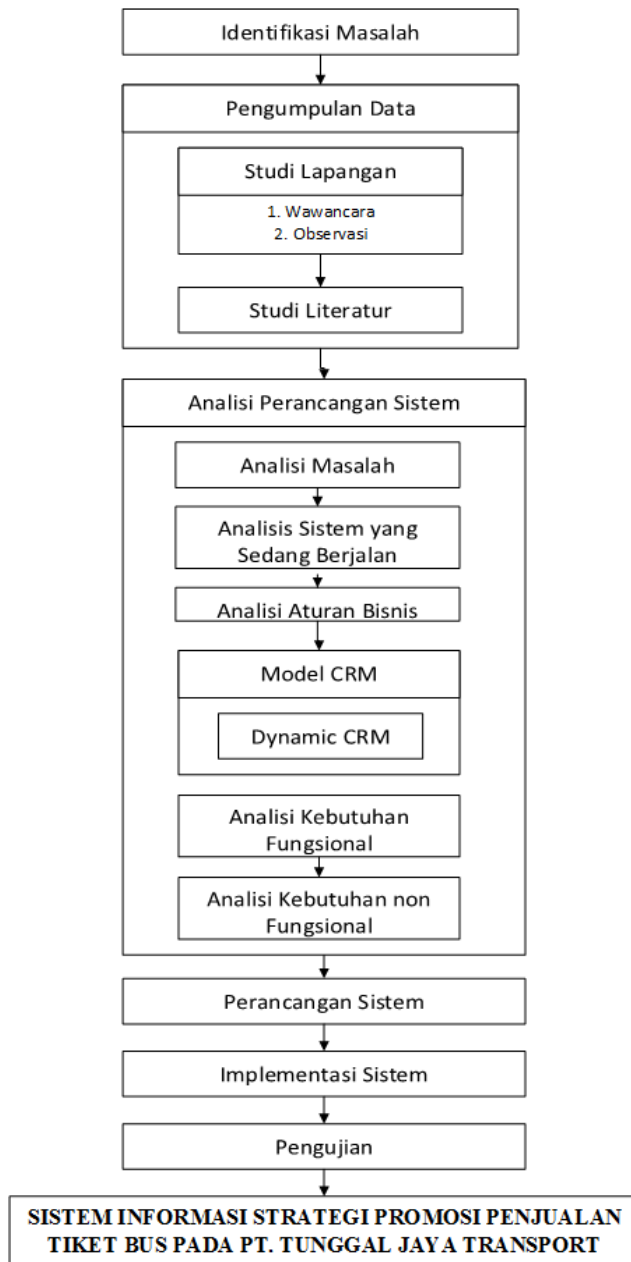 Identifikasi Masalah
Pengumpulan Data
Studi Lapangan
1. Wawancara
2. Observasi
Studi Literatur
Analisi Perancangan Sistem
Analisi Masalah
Analisis Sistem yang
Sedang Berjalan
Analisi Aturan Bisnis
Model CRM
Dynamic CRM
Analisi Kebutuhan
Fungsional
Analisi Kebutuhan non
Fungsional
Perancangan Sistem
Implementasi Sistem
Pengujian
SISTEM INFORMASI STRATEGI PROMOSI PENJUALAN
TIKET BUS PADA PT. TUNGGAL JAYA TRANSPORT